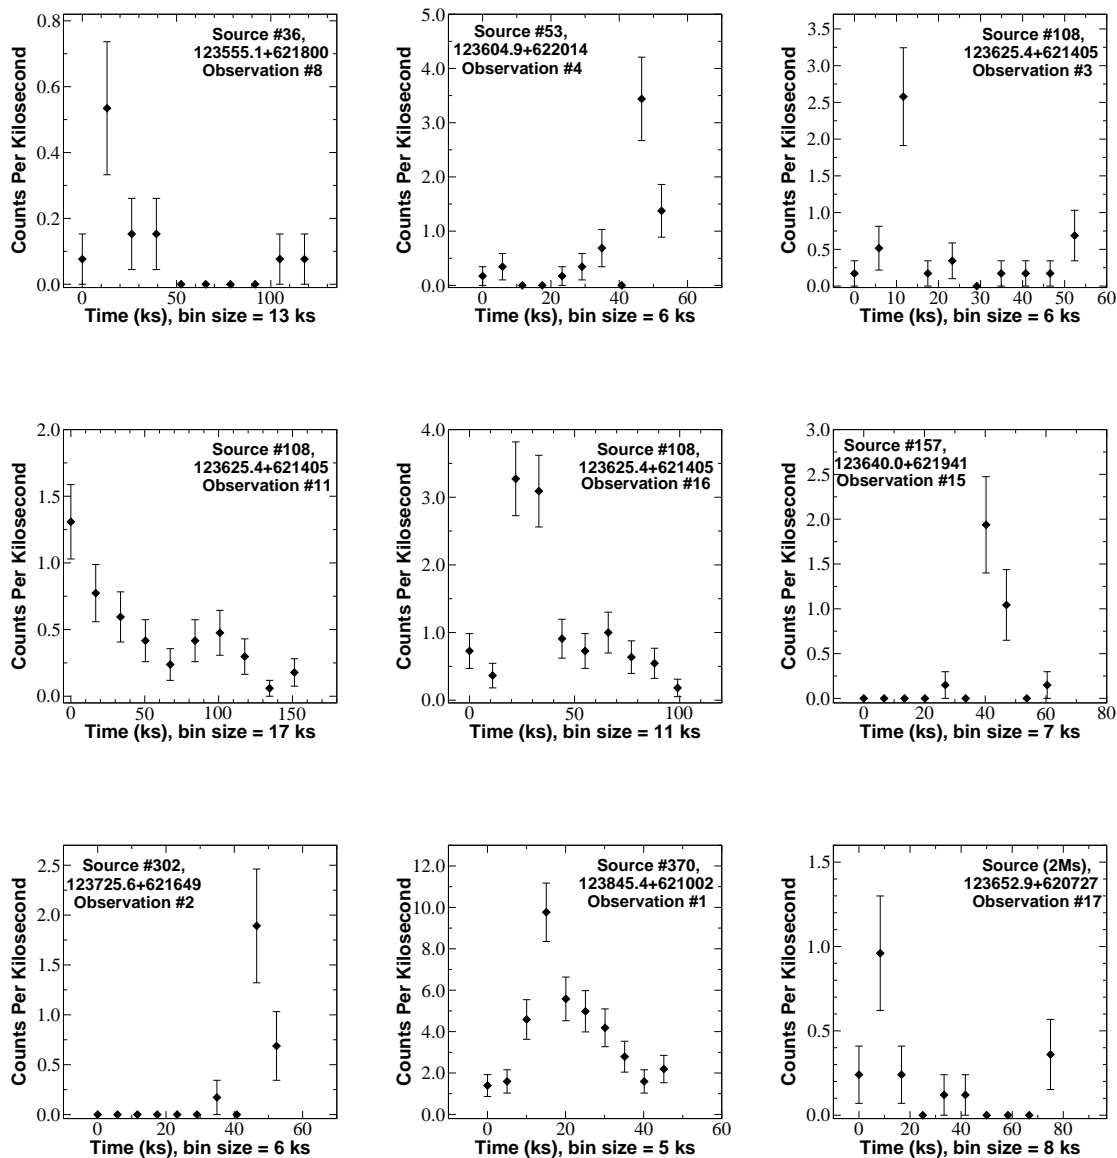 Source #36,
123555.1+621800
Observation #8
Counts Per Kilosecond
0.8
0.6
0.4
0.2
0.0
0 50 100
Time (ks), bin size = 13 ks
Source #53,
123604.9+622014
Observation #4
Counts Per Kilosecond
5.0
4.0
3.0
2.0
1.0
0.0
0 20 40 60
Time (ks), bin size = 6 ks
Source #108,
123625.4+621405
Observation #3
Counts Per Kilosecond
3.5
3.0
2.5
2.0
1.5
1.0
0.5
0.0
0 10 20 30 40 50 60
Time (ks), bin size = 6 ks
Source #108,
123625.4+621405
Observation #11
Counts Per Kilosecond
2.0
1.5
1.0
0.5
0.0
0 50 100 150
Time (ks), bin size = 17 ks
Source #108,
123625.4+621405
Observation #16
Counts Per Kilosecond
4.0
3.0
2.0
1.0
0.0
0 50 100
Time (ks), bin size = 11 ks
Source #157,
123640.0+621941
Observation #15
Counts Per Kilosecond
3.0
2.5
2.0
1.5
1.0
0.5
0.0
0 20 40 60 80
Time (ks), bin size = 7 ks
Source #302,
123725.6+621649
Observation #2
Counts Per Kilosecond
2.5
2.0
1.5
1.0
0.5
0.0
0 20 40 60
Time (ks), bin size = 6 ks
Source #370,
123845.4+621002
Observation #1
Counts Per Kilosecond
12.0
10.0
8.0
6.0
4.0
2.0
0.0
0 20 40 60
Time (ks), bin size = 5 ks
Source (2Ms),
123652.9+620727
Observation #17
Counts Per Kilosecond
1.5
1.0
0.5
0.0
0 20 40 60 80
Time (ks), bin size = 8 ks